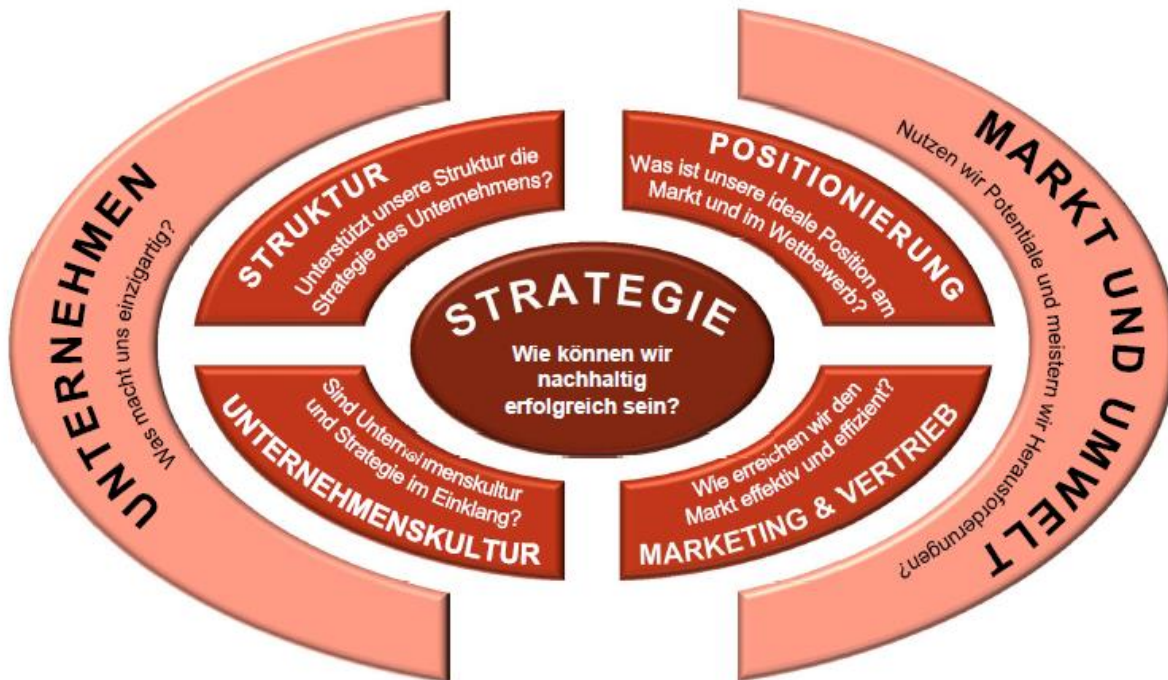 UNTERNEHMEN
Was macht uns einzigartig?
STRUKTUR
Unterstützt unsere Struktur die
Strategie des Unternehmens?
POSITIONIERUNG
Was ist unsere ideale Position am
Markt und im Wettbewerb?
MARKT UND UMWELT
Nutzen wir Potentiale und meistern wir Herausforderungen?
STRATEGIE
Wie können wir
nachhaltig
erfolgreich sein?
Sind Unternehmenskultur
und Strategie im Einklang?
UNTERNEHMENSKULTUR
Wie erreichen wir den
Markt effektiv und effizient?
MARKETING & VERTRIEB